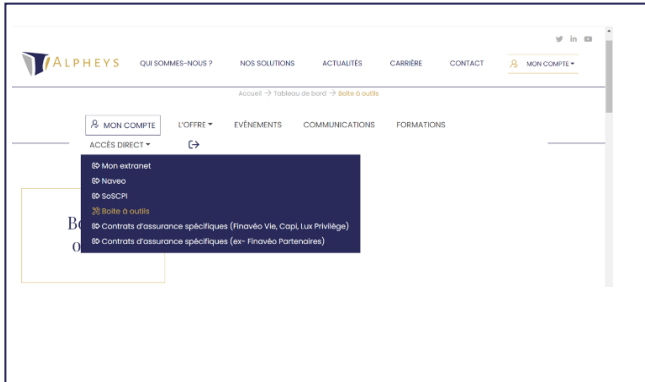 ALPHEYS QUI SOMMES-NOUS ? NOS SOLUTIONS ACTUALITÉS CARRIÈRE CONTACT MON COMPTE
Accueil → Tableau de bord → Boite à outils
MON COMPTE L'OFFRE EVÉNEMENTS COMMUNICATIONS FORMATIONS
ACCÈS DIRECT
Mon extranet
Naveo
SoSCPI
Boite à outils
Contrats d'assurance spécifiques (Finavéo Vie, Capi, Lux Privilège)
Contrats d'assurance spécifiques (ex- Finavéo Partenaires)